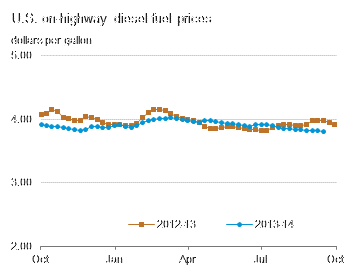 U.S. on-highway diesel fuel prices
dollars per gallon
5.00
4.00
3.00
2.00
2012-13 2013-14
Oct Jan Apr Jul Oct